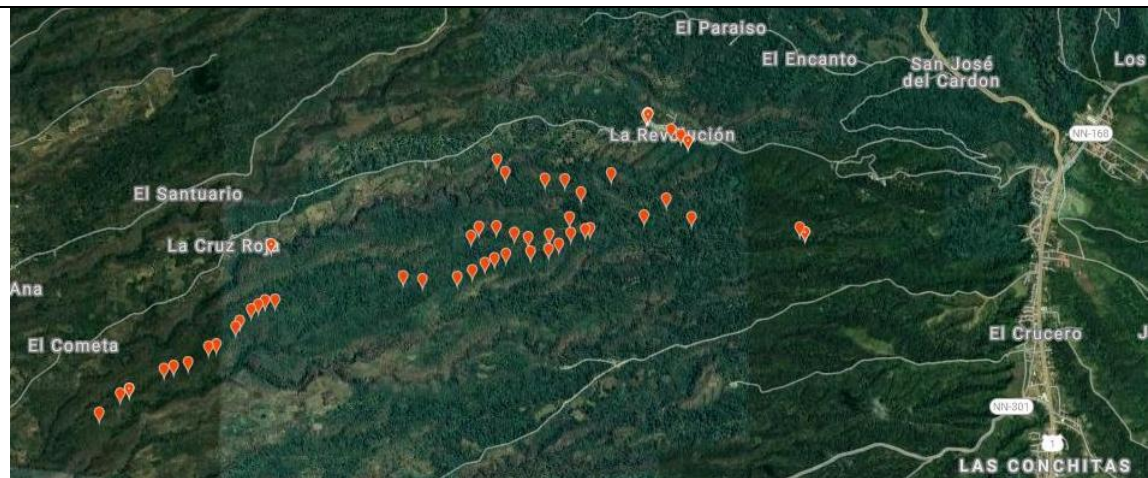 El Paraiso
El Encanto
San José
del Cardon
Los
NN-168
La Revolución
El Santuario
La Cruz Roja
Ana
El Cometa
El Crucero
J
NN-301
1
LAS CONCHITAS